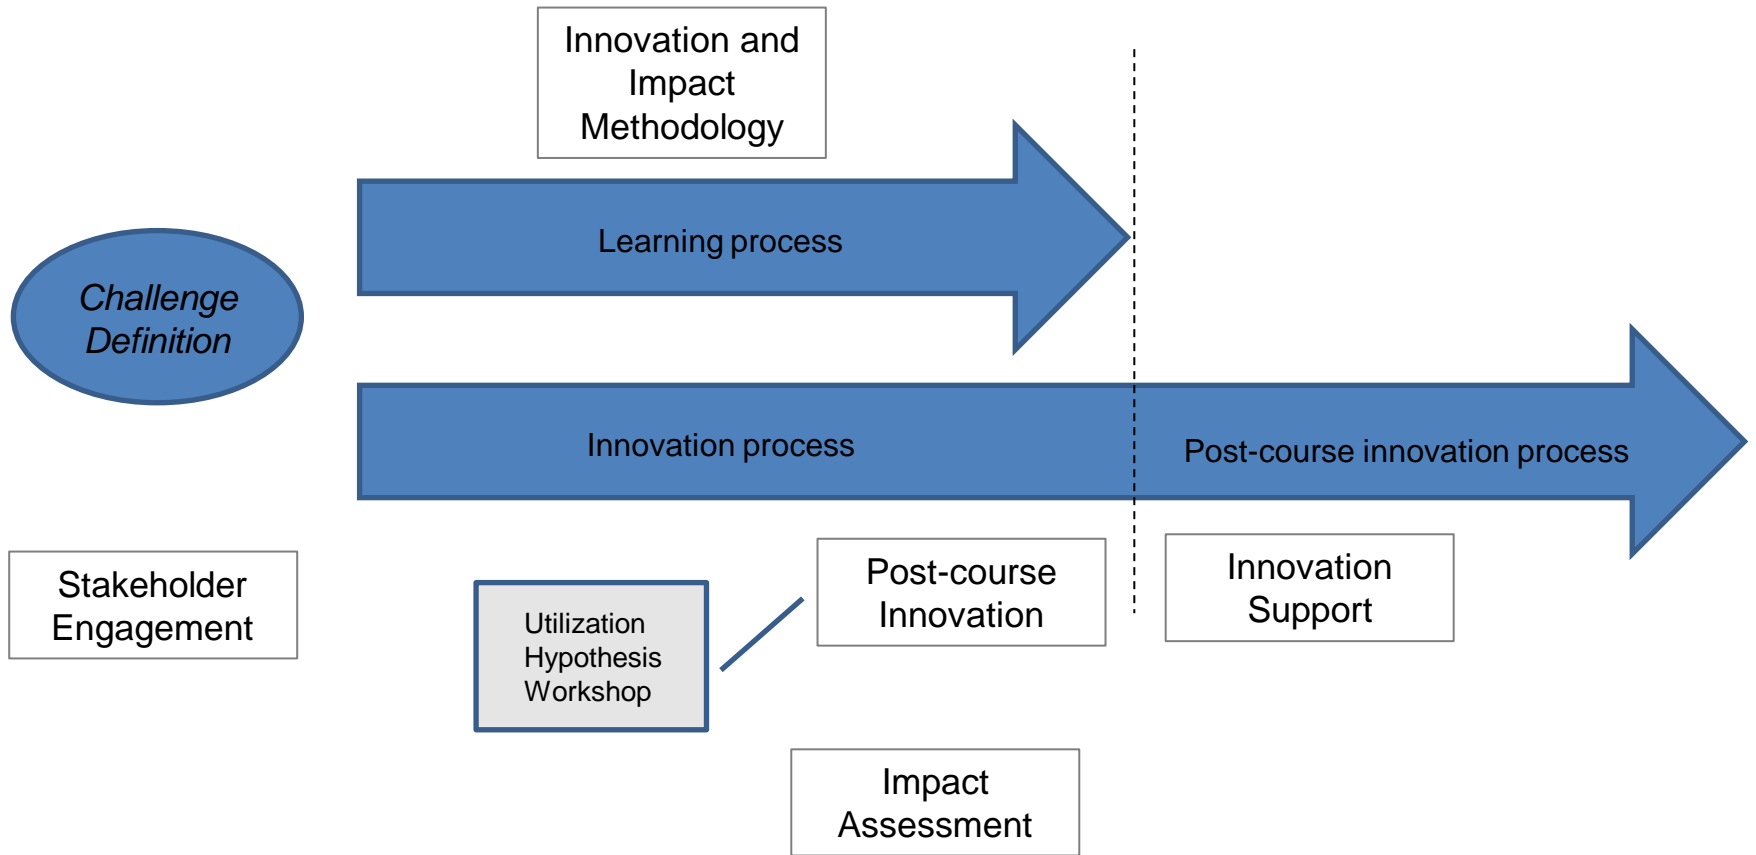 Innovation and
Impact
Methodology
Learning process
Challenge
Definition
Innovation process
Post-course innovation process
Stakeholder
Engagement
Utilization
Hypothesis
Workshop
Post-course
Innovation
Innovation
Support
Impact
Assessment